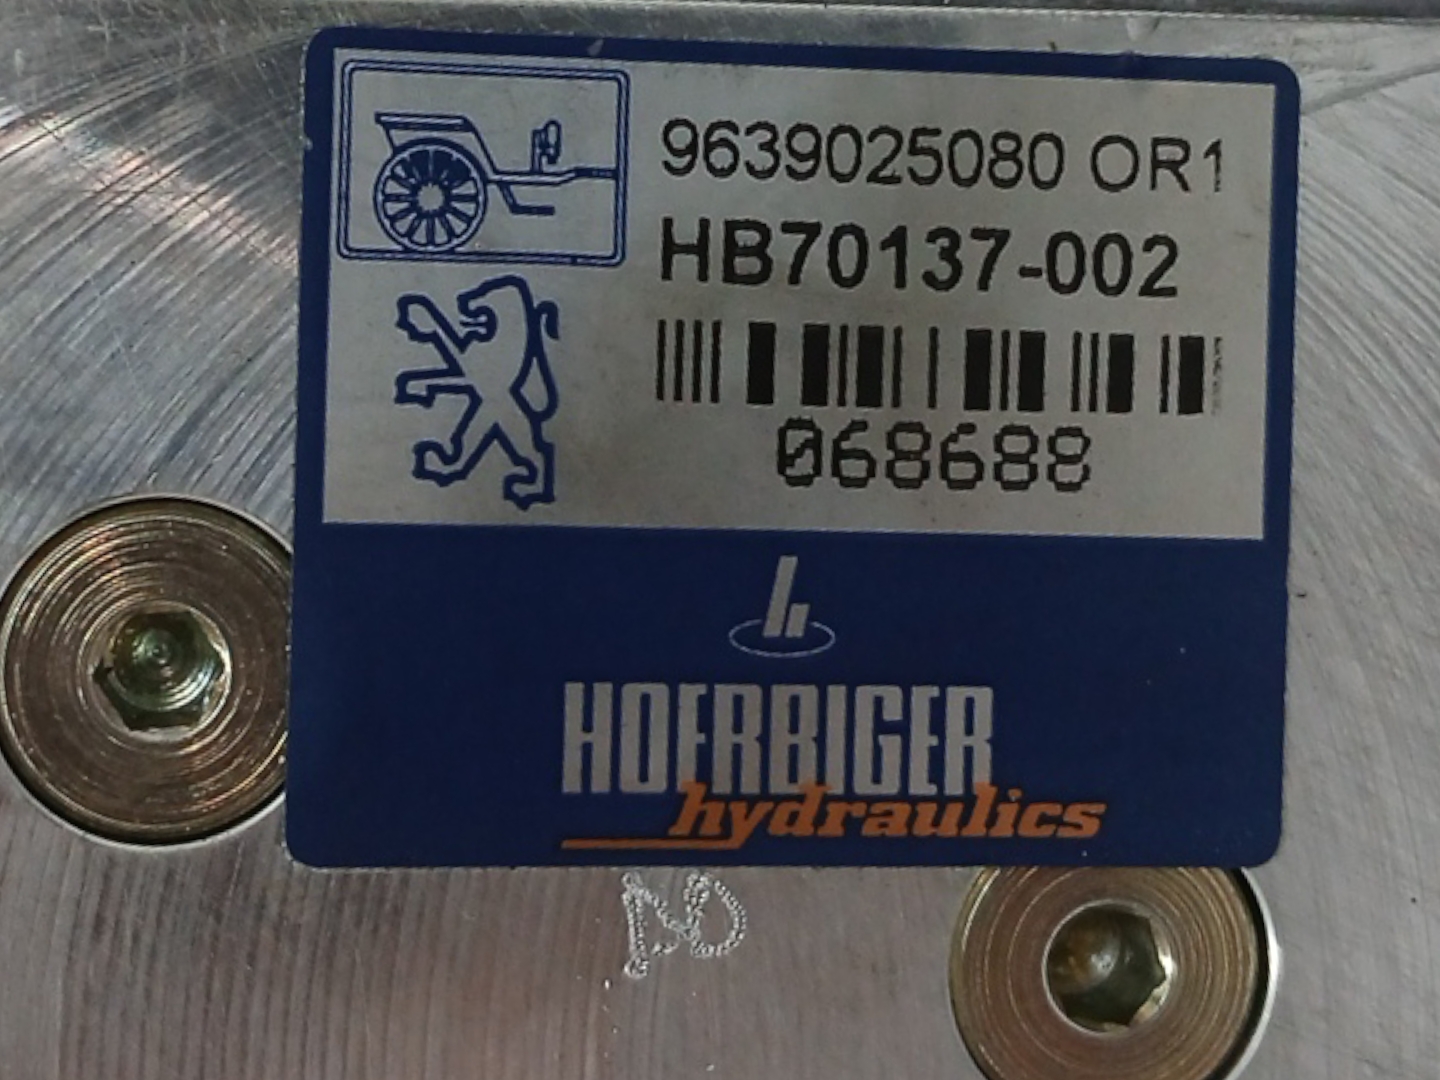 9639025080 OR1
HB70137-002
068688
HOERBIGER
hydraulics